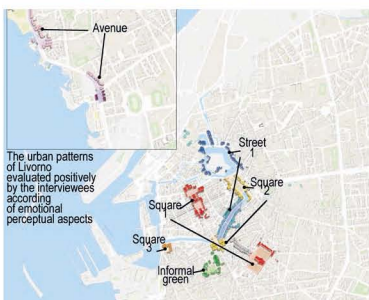 Avenue
The urban patterns
of Livorno
evaluated positively
by the interviewees
according
of emotional
perceptual aspects
Street
1
Square
2
Square
1
Square
3
Informal
green